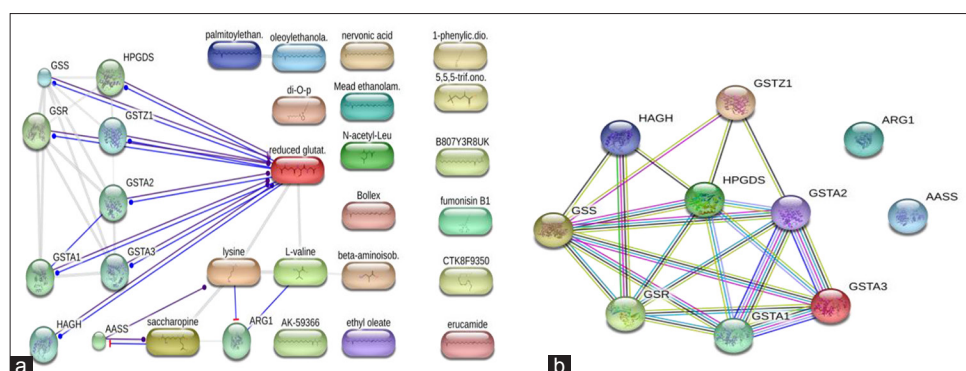 palmitoylethan.
oleoylethanola.
nervonic acid
1-phenylic.dio.
GSS
HPGDS
5,5,5-trif.ono.
di-O-p
Mead ethanolam.
GSR
GSTZ1
N-acetyl-Leu
reduced glutat.
B807Y3R8UK
GSTA2
Bollex
fumonisin B1
GSTA1
GSTA3
lysine
L-valine
beta-aminoisob.
CTK8F9350
HAGH
AASS
saccharopine
ARG1
AK-59366
ethyl oleate
erucamide
a
GSTZ1
HAGH
ARG1
HPGDS
GSTA2
AASS
GSS
GSR
GSTA3
GSTA1
b